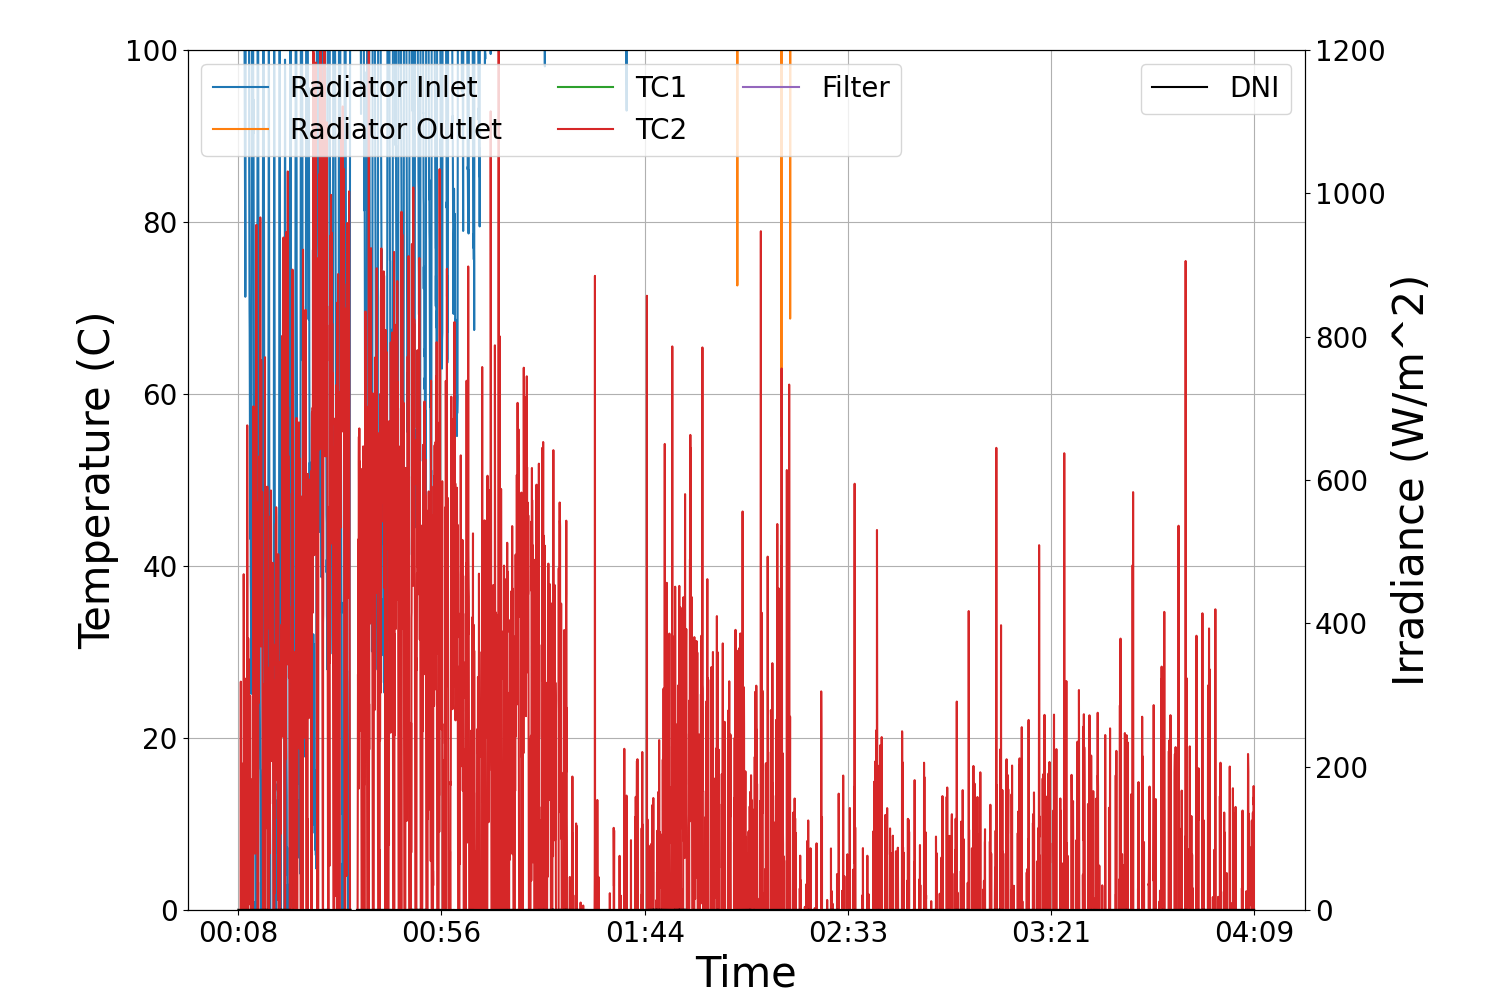 100
80
60
40
20
0
Temperature (C)
Radiator Inlet
Radiator Outlet
TC1
TC2
Filter
DNI
1200
1000
800
600
400
200
0
Irradiance (W/m^2)
00:08 00:56 01:44 02:33 03:21 04:09
Time